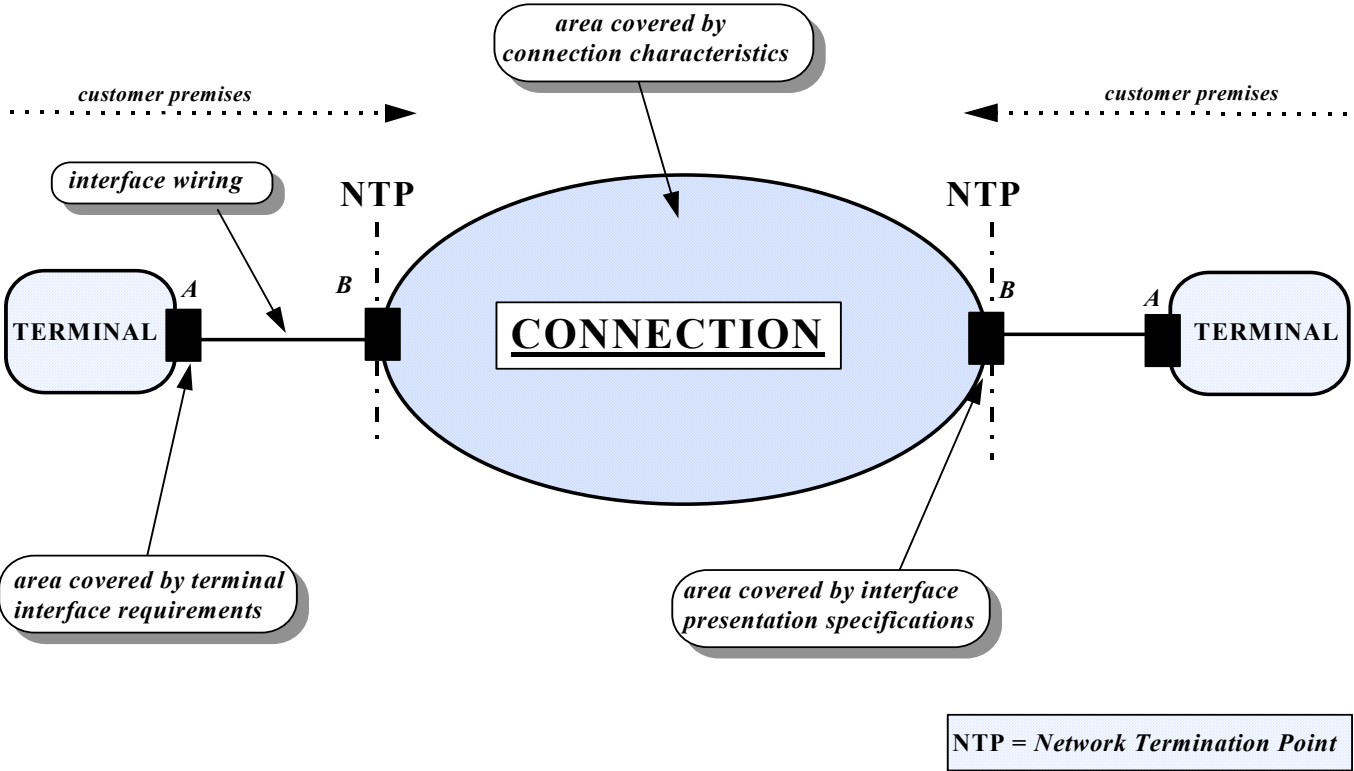 area covered by
connection characteristics
customer premises
customer premises
interface wiring
NTP
NTP
B
B
A
A
TERMINAL
CONNECTION
TERMINAL
area covered by terminal
interface requirements
area covered by interface
presentation specifications
NTP = Network Termination Point